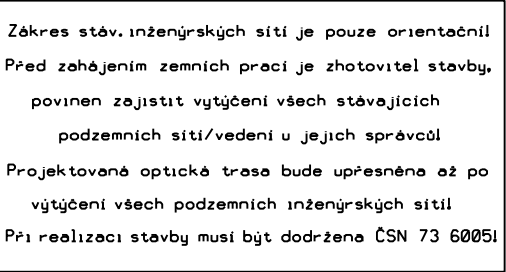 Zákres stáv. inženýrských sítí je pouze orientační!
Před zahájením zemních prací je zhotovitel stavby,
povinen zajistit vytýčení všech stávajících
podzemních sítí/vedení u jejich správců!
Projektovaná optická trasa bude upřesněna až po
výtýčení všech podzemních inženýrských sítí!
Při realizaci stavby musí být dodržena ČSN 73 6005!